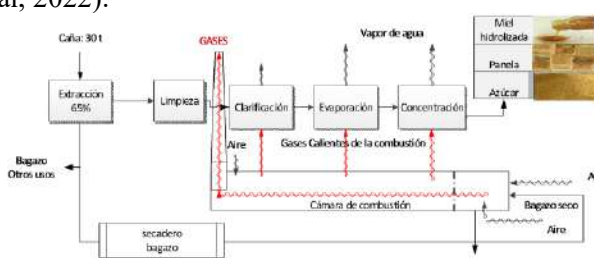 al, 2022).
Caña: 30 t
GASES
Vapor de agua
Miel
hidrolizada
Panela
Azúcar
Extracción
65%
Limpieza
Clarificación
Evaporación
Concentración
Aire
Gases Calientes de la combustión
Bagazo
Otros usos
Cámara de combustión
Bagazo seco
Aire
secadero
bagazo